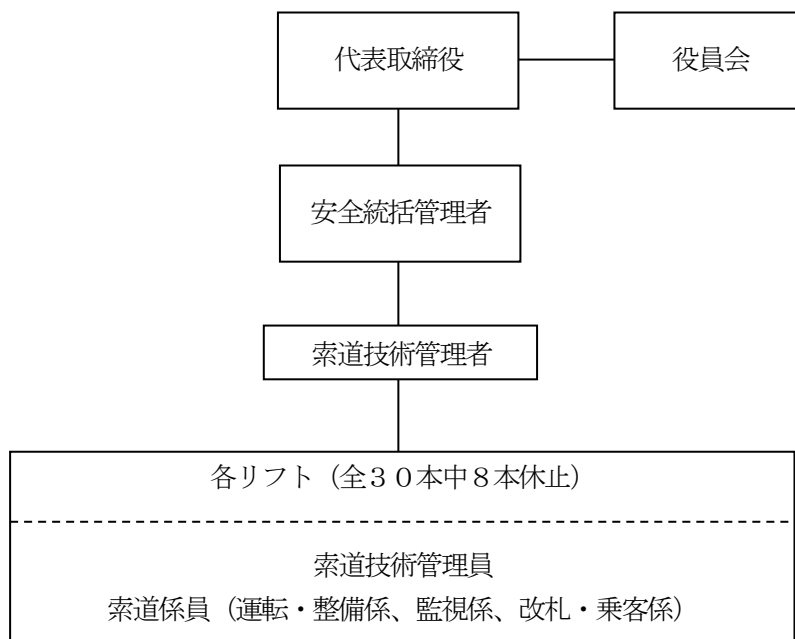 代表取締役
役員会
安全統括管理者
索道技術管理者
各リフト（全３０本中８本休止）
索道技術管理員
索道係員（運転・整備係、監視係、改札・乗客係）